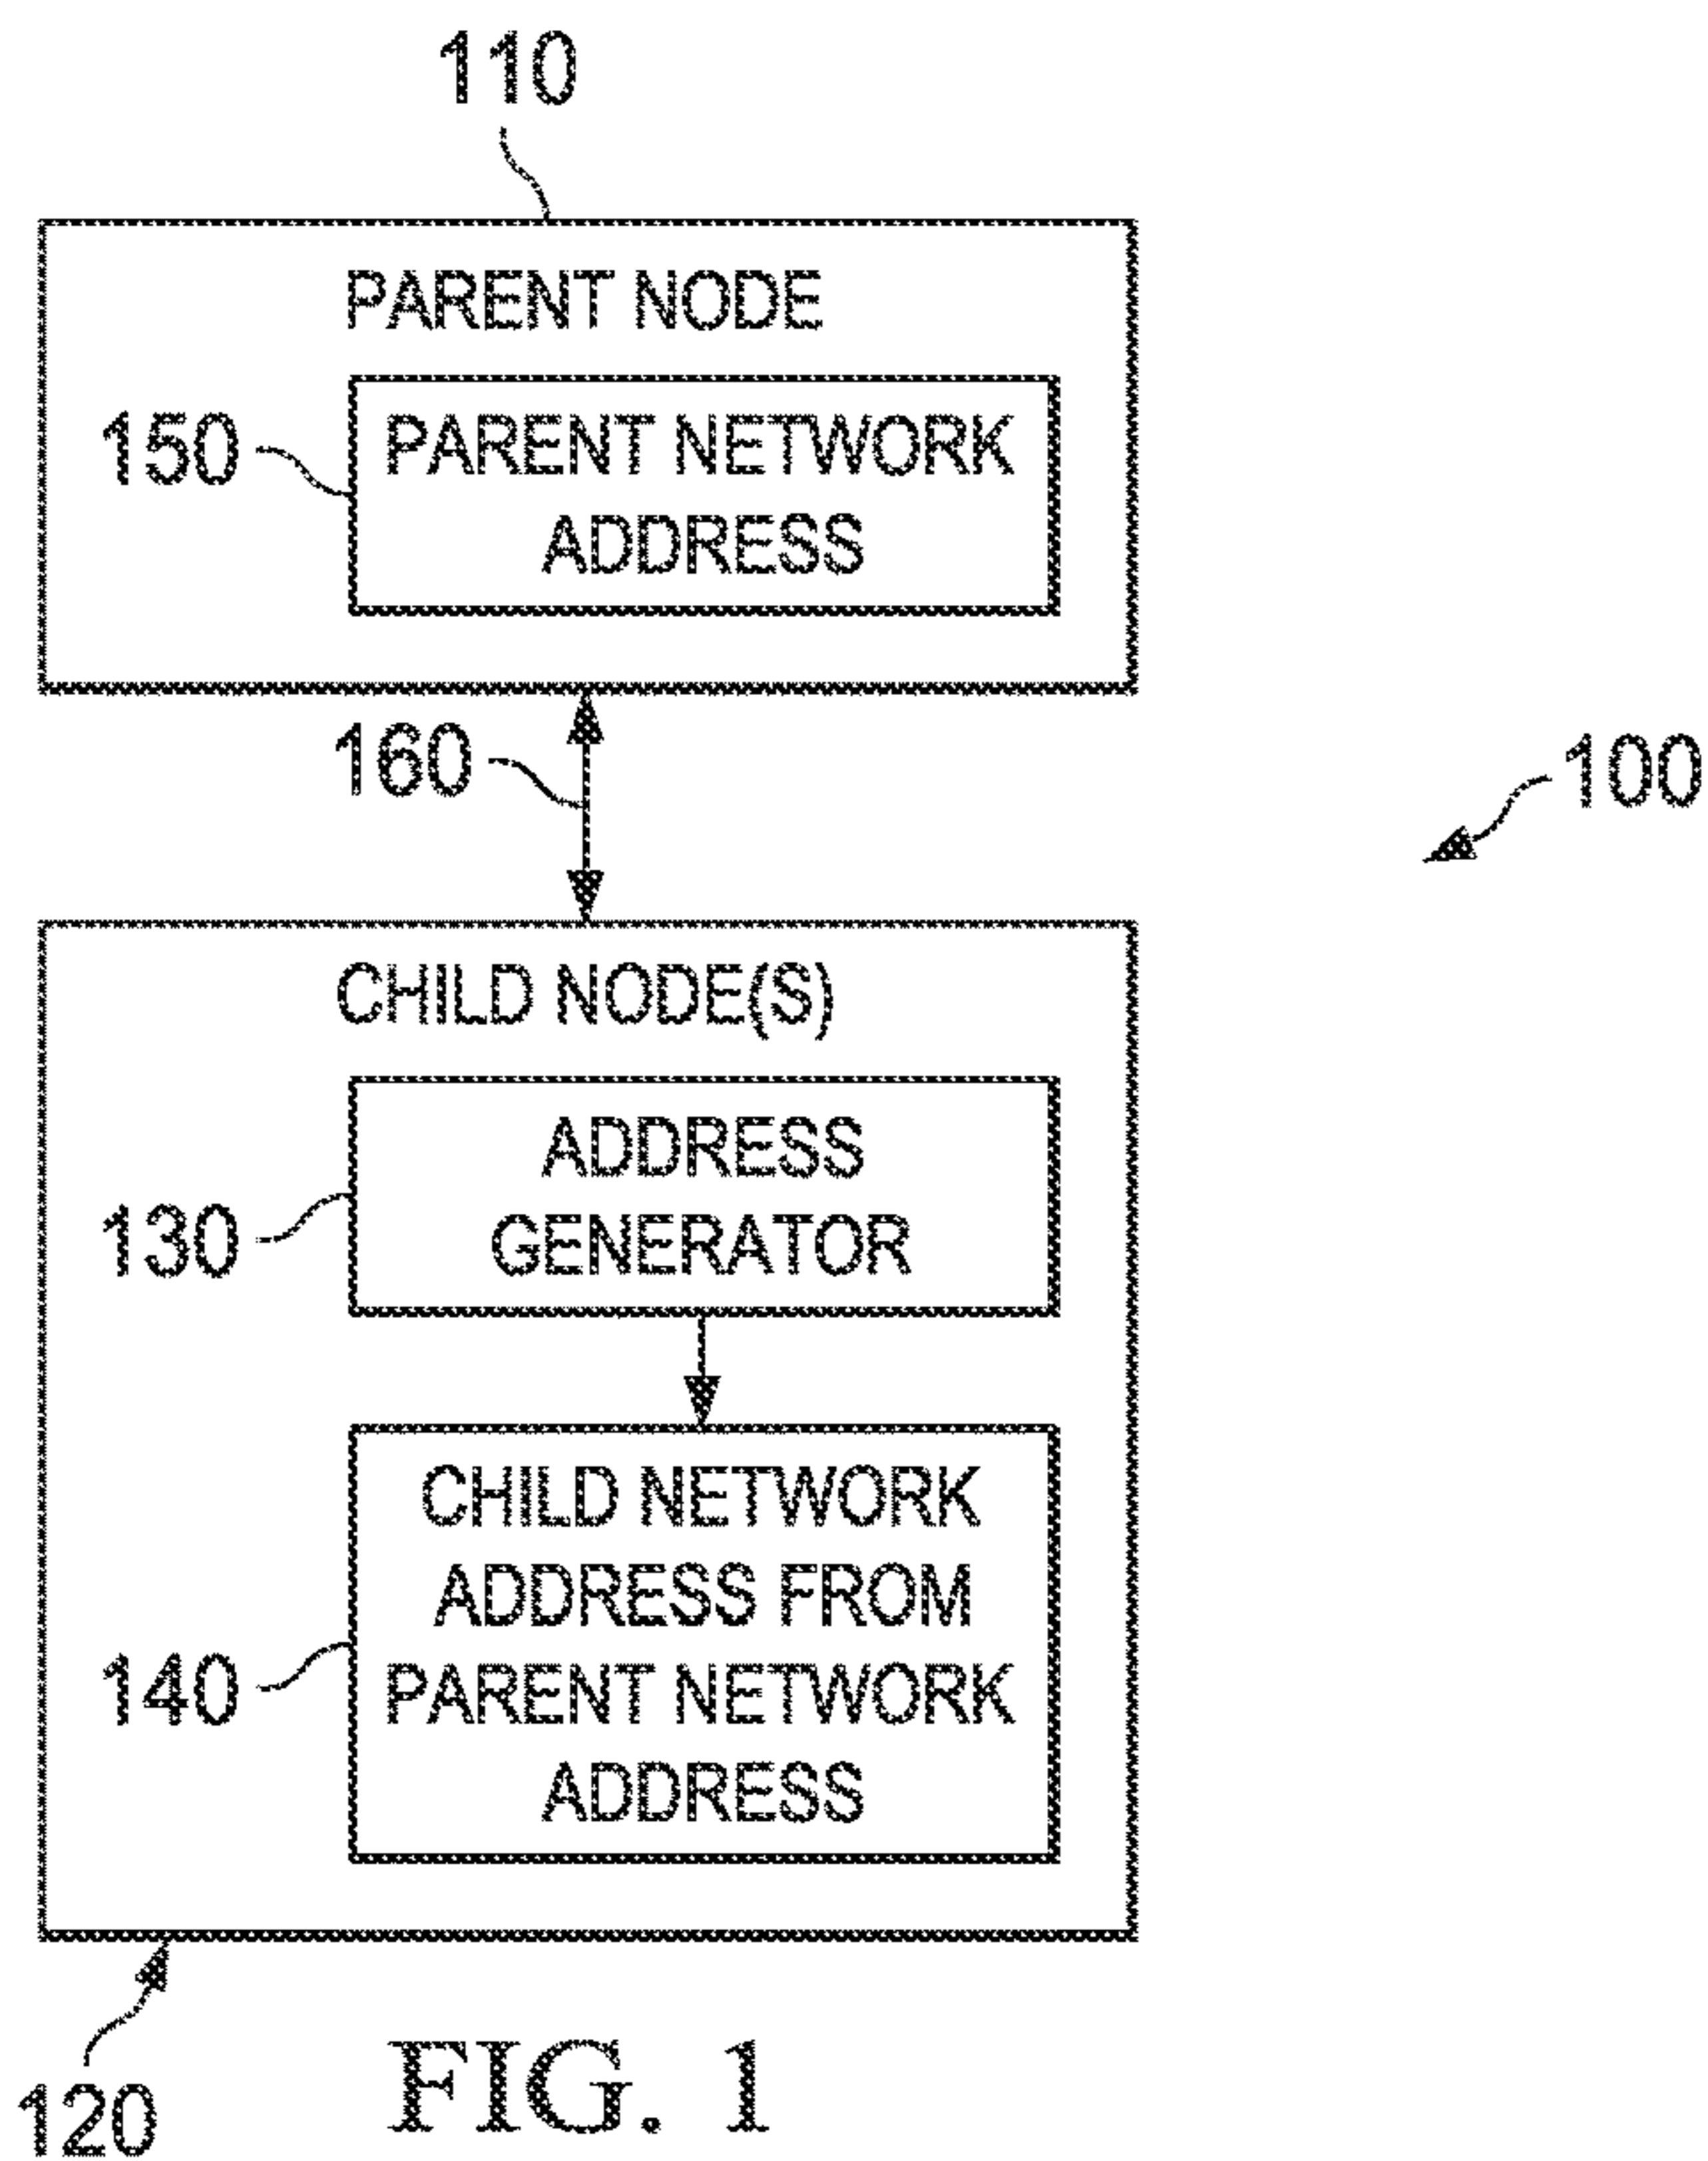 110
PARENT NODE
150
PARENT NETWORK
ADDRESS
160
100
CHILD NODE(S)
ADDRESS
GENERATOR
130
CHILD NETWORK
ADDRESS FROM
PARENT NETWORK
ADDRESS
140
120
FIG. 1